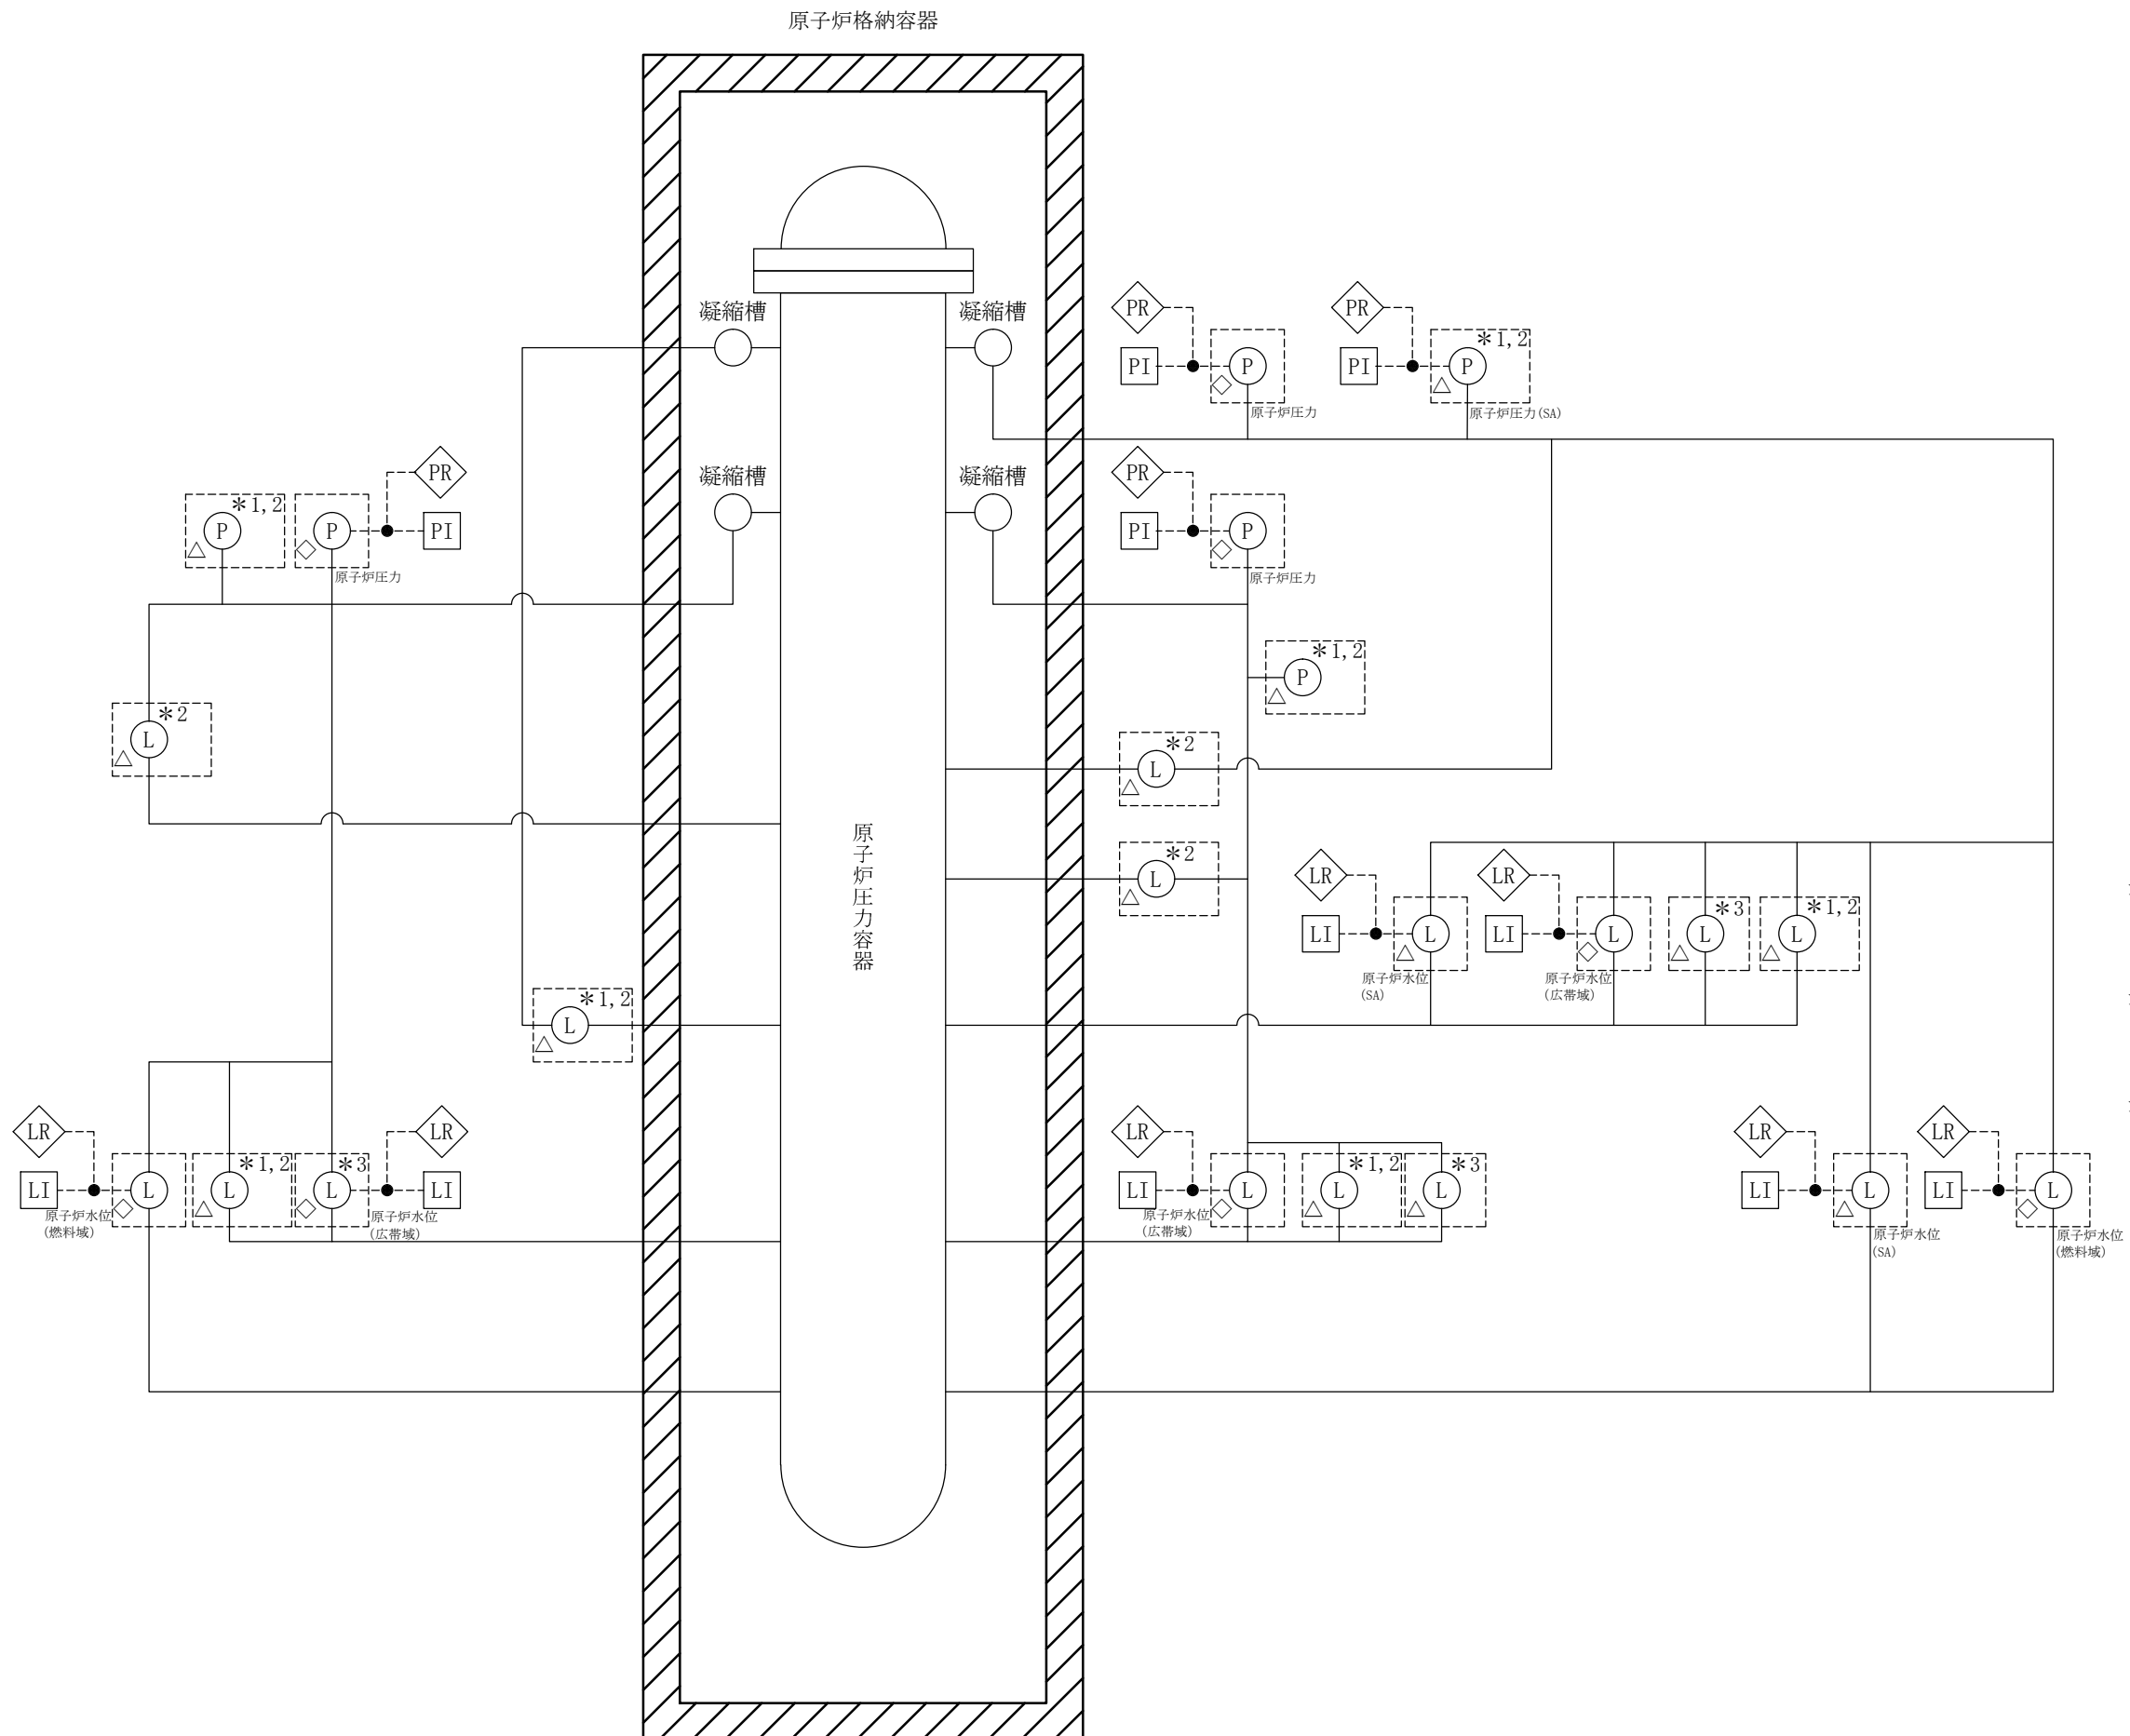 原子炉格納容器
凝縮槽
凝縮槽
PR
PR
PI
P
PI
P
*1,2
原子炉圧力
原子炉圧力(SA)
凝縮槽
凝縮槽
PR
PR
*1,2
P
P
PI
PI
P
原子炉圧力
原子炉圧力
*1,2
P
*2
L
*2
L
原子炉圧力容器
*2
L
LR
LR
LI
L
LI
L
*3
L
*1,2
L
原子炉水位
(SA)
原子炉水位
(広帯域)
*1,2
L
LR
LR
LR
LR
LR
LI
L
*1,2
L
*3
L
LI
LI
L
*1,2
L
*3
L
LI
L
LI
L
原子炉水位
(燃料域)
原子炉水位
(広帯域)
原子炉水位
(広帯域)
原子炉水位
(SA)
原子炉水位
(燃料域)